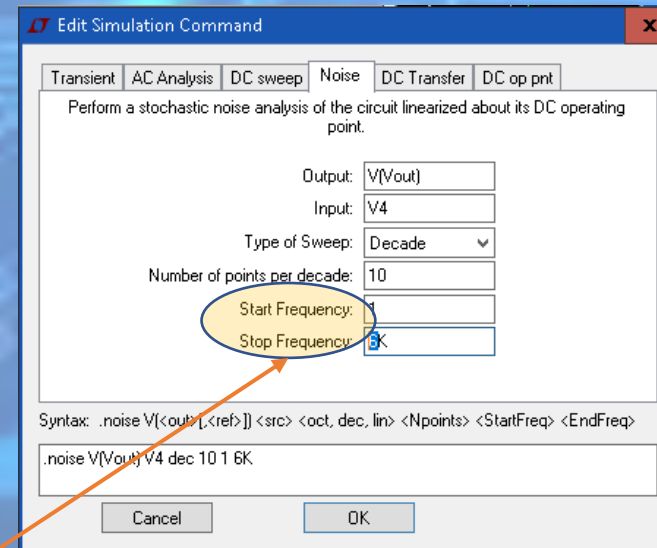 Edit Simulation Command
x
Transient AC Analysis DC sweep Noise DC Transfer DC op pnt
Perform a stochastic noise analysis of the circuit linearized about its DC operating
point.
Output: V(Vout)
Input: V4
Type of Sweep: Decade
Number of points per decade: 10
Start Frequency: 1
Stop Frequency: 6K
Syntax: .noise V(<out>[,<ref>]) <src> <oct, dec, lin> <Npoints> <StartFreq> <EndFreq>
.noise V(Vout) V4 dec 10 1 6K
Cancel OK